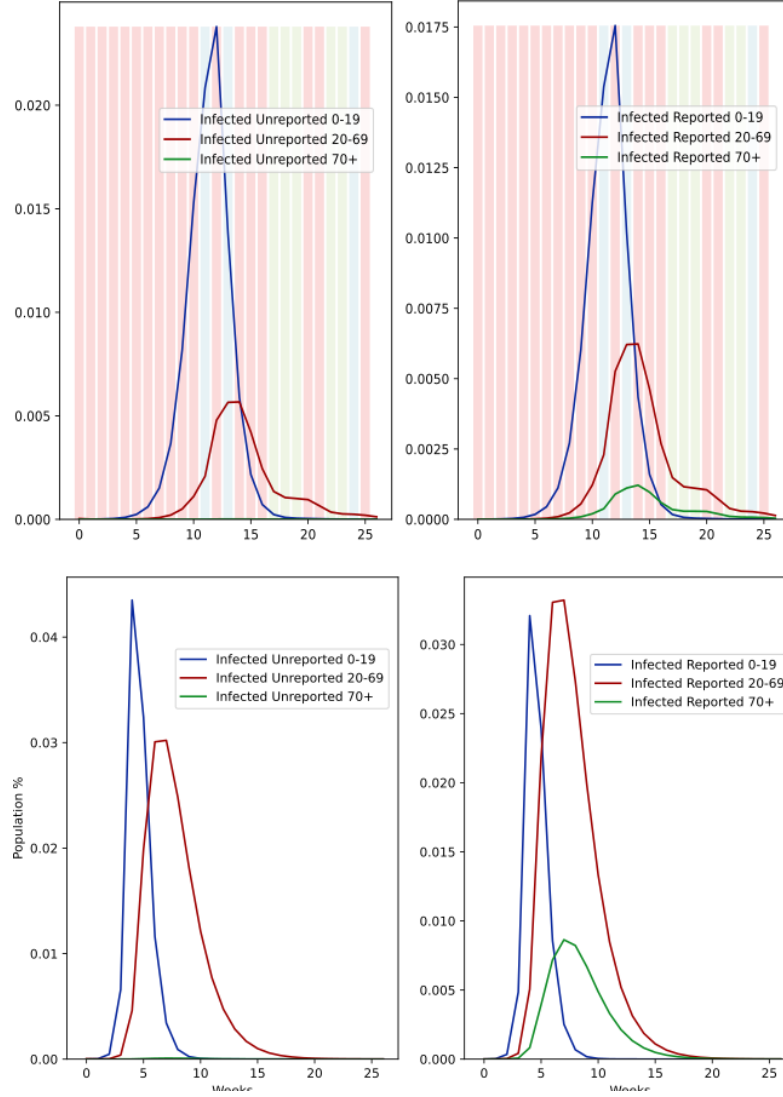 0.020
0.015
0.010
0.005
0.000
0 5 10 15 20 25
Infected Unreported 0-19
Infected Unreported 20-69
Infected Unreported 70+
0.0175
0.0150
0.0125
0.0100
0.0075
0.0050
0.0025
0.0000
0 5 10 15 20 25
Infected Reported 0-19
Infected Reported 20-69
Infected Reported 70+
Population %
0.04
0.03
0.02
0.01
0.00
0 5 10 15 20 25
Weeks
Infected Unreported 0-19
Infected Unreported 20-69
Infected Unreported 70+
0.030
0.025
0.020
0.015
0.010
0.005
0.000
0 5 10 15 20 25
Weeks
Infected Reported 0-19
Infected Reported 20-69
Infected Reported 70+